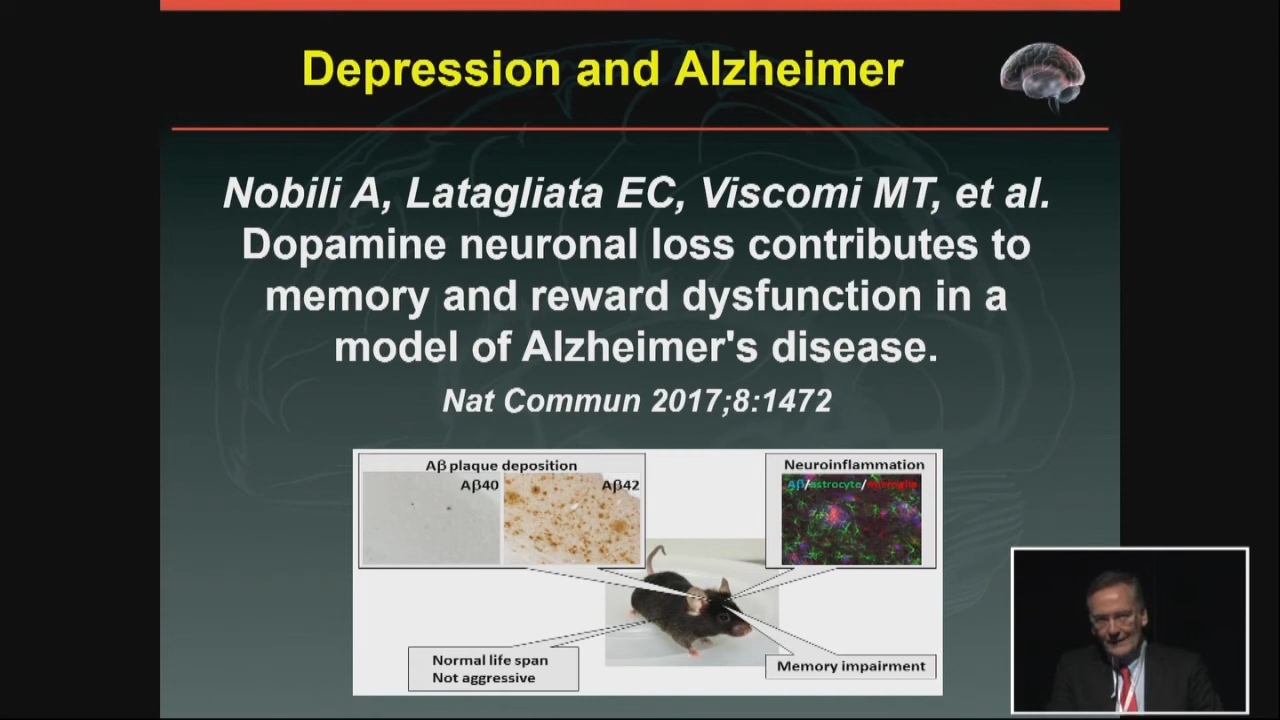 Depression and Alzheimer
Nobili A, Latagliata EC, Viscomi MT, et al.
Dopamine neuronal loss contributes to
memory and reward dysfunction in a
model of Alzheimer's disease.
Nat Commun 2017;8:1472
Aβ plaque deposition
Aβ40
Aβ42
Neuroinflammation
Aβ/astrocyte/microglia
Normal life span
Not aggressive
Memory impairment